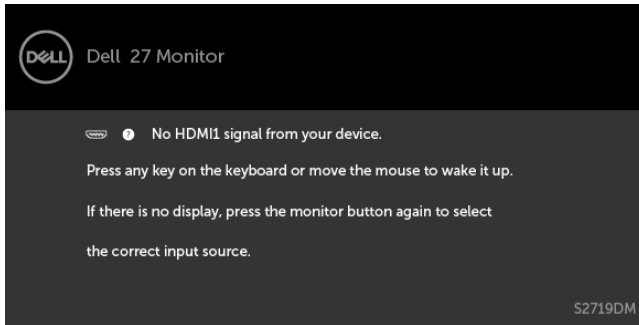 DELL
Dell 27 Monitor
? No HDMI1 signal from your device.
Press any key on the keyboard or move the mouse to wake it up.
If there is no display, press the monitor button again to select
the correct input source.
S2719DM